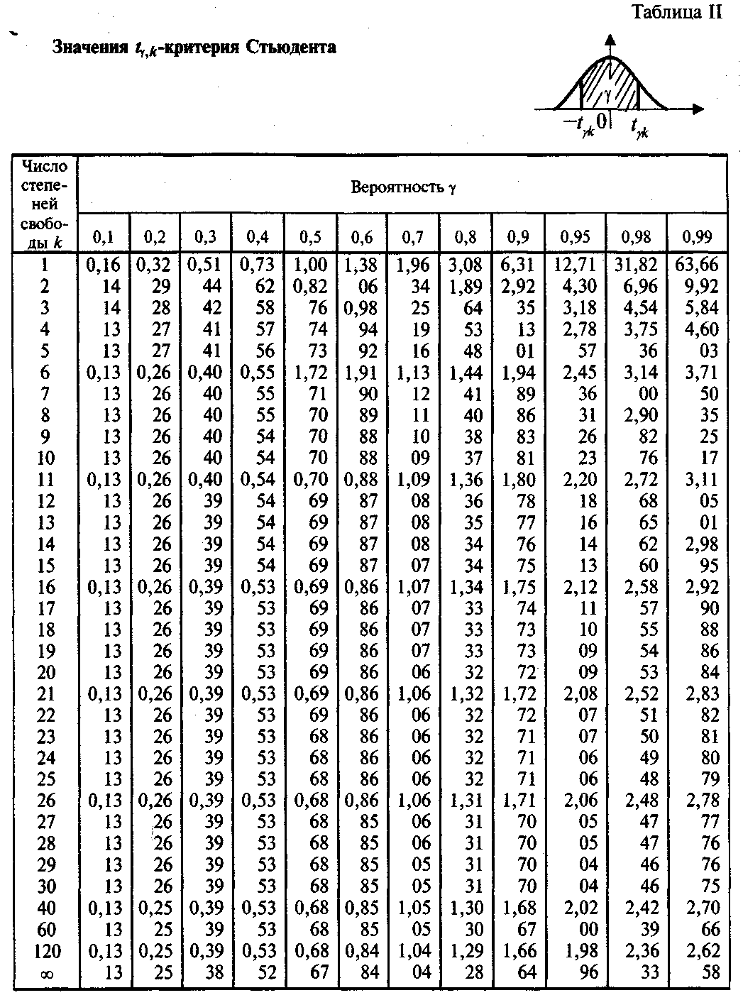 Таблица II
Значения tγ,k-критерия Стьюдента
γ
−tγk 0 tγk
Число степе-ней свобо-ды k
Вероятность γ
0,1 0,2 0,3 0,4 0,5 0,6 0,7 0,8 0,9 0,95 0,98 0,99
1 0,16 0,32 0,51 0,73 1,00 1,38 1,96 3,08 6,31 12,71 31,82 63,66
2 14 29 44 62 0,82 06 34 1,89 2,92 4,30 6,96 9,92
3 14 28 42 58 76 0,98 25 64 35 3,18 4,54 5,84
4 13 27 41 57 74 94 19 53 13 2,78 3,75 4,60
5 13 27 41 56 73 92 16 48 01 57 36 03
6 0,13 0,26 0,40 0,55 1,72 1,91 1,13 1,44 1,94 2,45 3,14 3,71
7 13 26 40 55 71 90 12 41 89 36 00 50
8 13 26 40 55 70 89 11 40 86 31 2,90 35
9 13 26 40 54 70 88 10 38 83 26 82 25
10 13 26 40 54 70 88 09 37 81 23 76 17
11 0,13 0,26 0,40 0,54 0,70 0,88 1,09 1,36 1,80 2,20 2,72 3,11
12 13 26 39 54 69 87 08 36 78 18 68 05
13 13 26 39 54 69 87 08 35 77 16 65 01
14 13 26 39 54 69 87 08 34 76 14 62 2,98
15 13 26 39 54 69 87 07 34 75 13 60 95
16 0,13 0,26 0,39 0,53 0,69 0,86 1,07 1,34 1,75 2,12 2,58 2,92
17 13 26 39 53 69 86 07 33 74 11 57 90
18 13 26 39 53 69 86 07 33 73 10 55 88
19 13 26 39 53 69 86 07 33 73 09 54 86
20 13 26 39 53 69 86 06 32 72 09 53 84
21 0,13 0,26 0,39 0,53 0,69 0,86 1,06 1,32 1,72 2,08 2,52 2,83
22 13 26 39 53 69 86 06 32 72 07 51 82
23 13 26 39 53 68 86 06 32 71 07 50 81
24 13 26 39 53 68 86 06 32 71 06 49 80
25 13 26 39 53 68 86 06 32 71 06 48 79
26 0,13 0,26 0,39 0,53 0,68 0,86 1,06 1,31 1,71 2,06 2,48 2,78
27 13 26 39 53 68 85 06 31 70 05 47 77
28 13 26 39 53 68 85 06 31 70 05 47 76
29 13 26 39 53 68 85 05 31 70 04 46 76
30 13 26 39 53 68 85 05 31 70 04 46 75
40 0,13 0,25 0,39 0,53 0,68 0,85 1,05 1,30 1,68 2,02 2,42 2,70
60 13 25 39 53 68 85 05 30 67 00 39 66
120 0,13 0,25 0,39 0,53 0,68 0,84 1,04 1,29 1,66 1,98 2,36 2,62
∞ 13 25 38 52 67 84 04 28 64 96 33 58